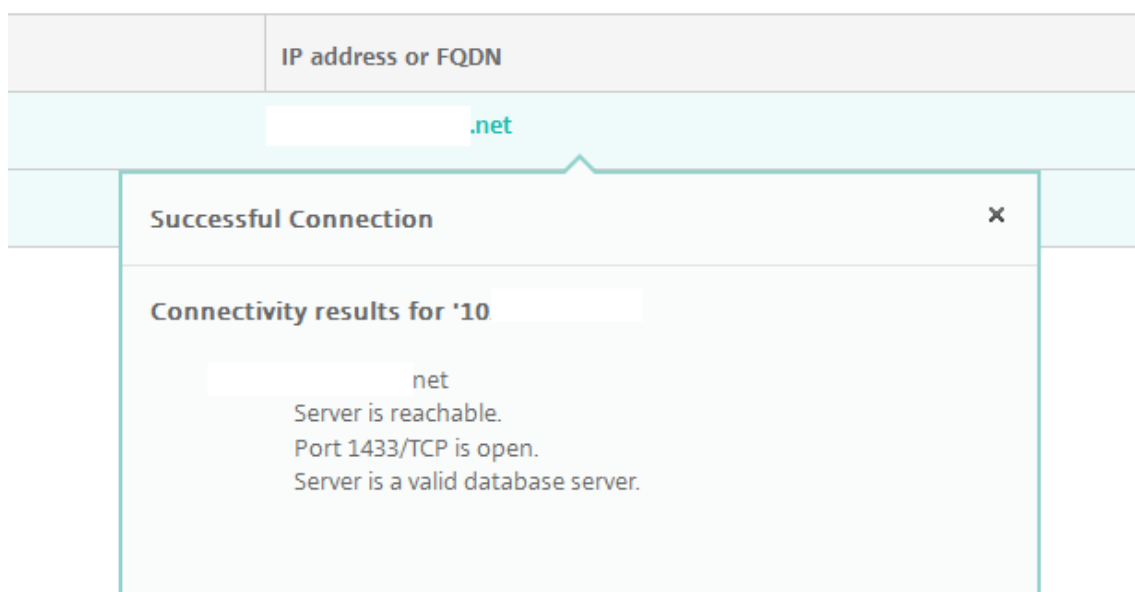 IP address or FQDN
.net
Successful Connection
×
Connectivity results for '10
net
Server is reachable.
Port 1433/TCP is open.
Server is a valid database server.